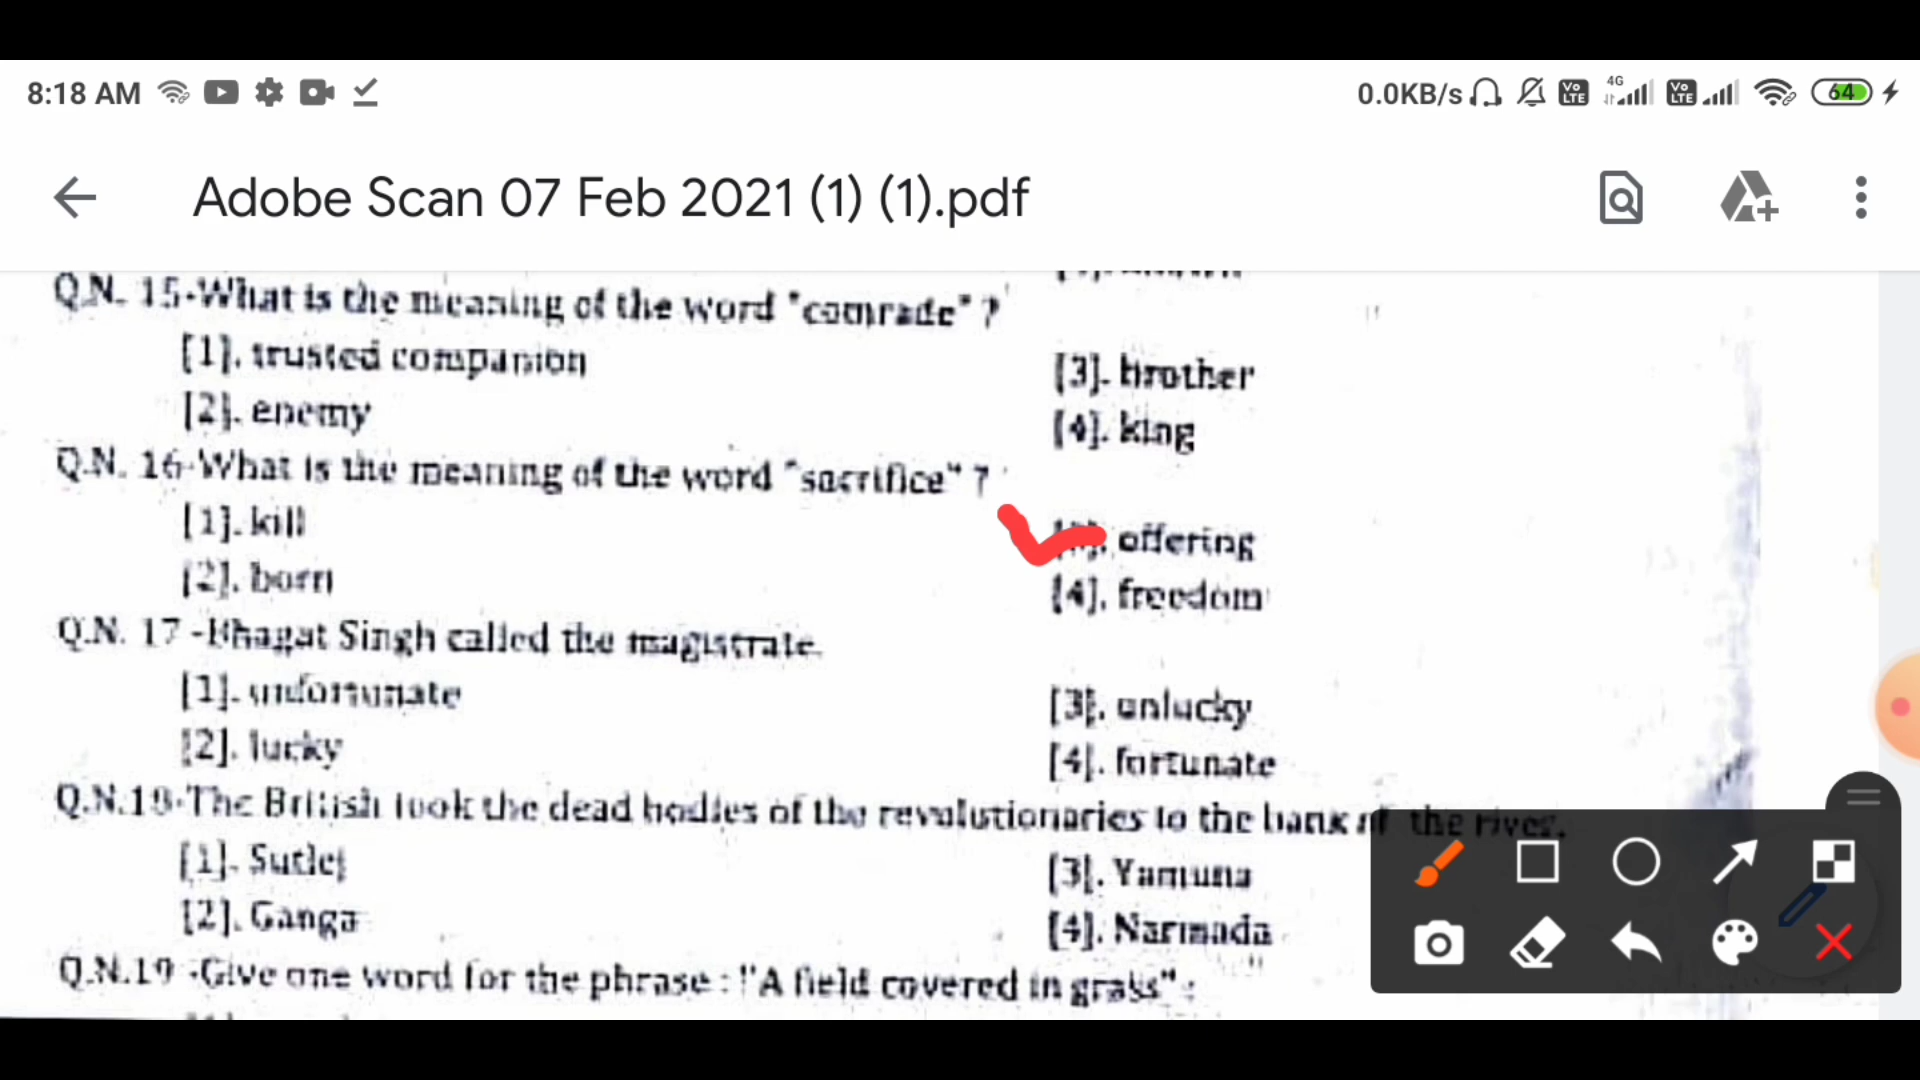 8:18 AM
0.0KB/s 4G Vo LTE Vo LTE 64
Adobe Scan 07 Feb 2021 (1) (1).pdf
Q.N. 15-What is the meaning of the word "comrade" ?
[1]. trusted companion
[3]. brother
[2]. enemy
[4]. king
Q.N. 16-What is the meaning of the word "sacrifice" ?
[1]. kill
offering
[2]. born
[4]. freedom
Q.N. 17 -Bhagat Singh called the magistrate.
[1]. unfortunate
[3]. unlucky
[2]. lucky
[4]. fortunate
Q.N.18-The British took the dead bodies of the revolutionaries to the bank of the river.
[1]. Sutlej
[3]. Yamuna
[2]. Ganga
[4]. Narmada
Q.N.19 -Give one word for the phrase : "A field covered in grass" :